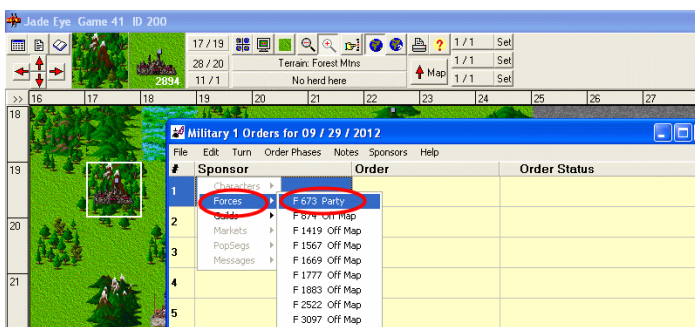 Jade Eye Game 41 ID 200
17 / 19
28 / 20
11 / 1
2894
Terrain: Forest Mtns
No herd here
Map
?
1 / 1 Set
1 / 1 Set
1 / 1 Set
>> 16 17 18 19 20 21 22 23 24 25 26 27
18
19
20
21
Military 1 Orders for 09 / 29 / 2012
File Edit Turn Order Phases Notes Sponsors Help
# Sponsor Order Order Status
1
2
3
4
5
Characters
Forces
Guilds
Markets
PopSegs
Messages
F 673 Party
F 874 Off Map
F 1419 Off Map
F 1567 Off Map
F 1669 Off Map
F 1777 Off Map
F 1883 Off Map
F 2522 Off Map
F 3097 Off Map